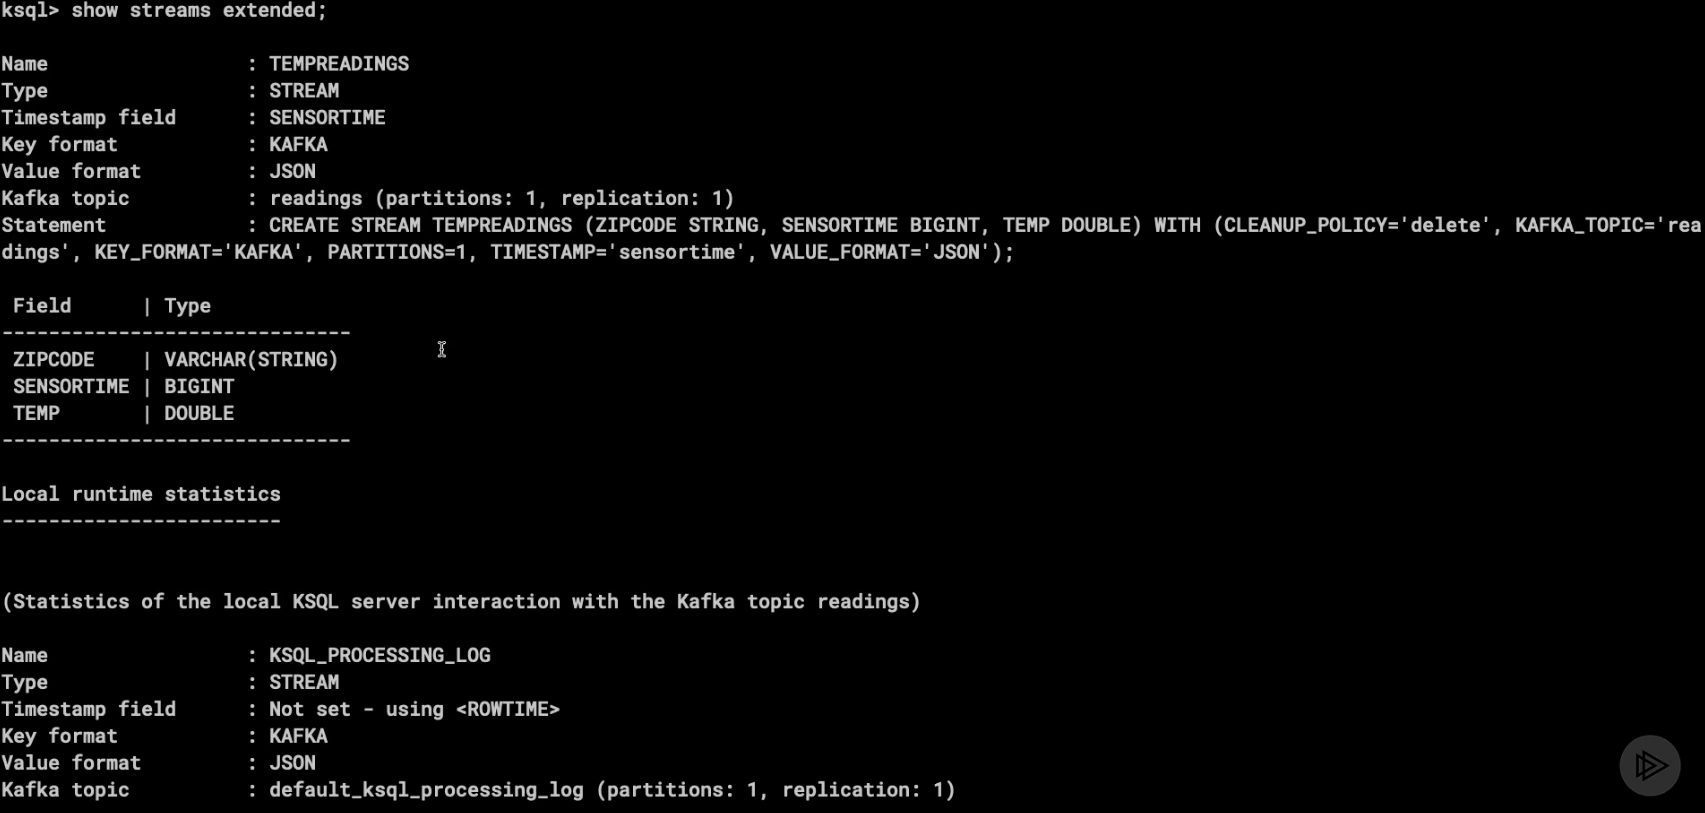 ksql> show streams extended;
Name                 : TEMPREADINGS
Type                 : STREAM
Timestamp field      : SENSORTIME
Key format           : KAFKA
Value format         : JSON
Kafka topic          : readings (partitions: 1, replication: 1)
Statement            : CREATE STREAM TEMPREADINGS (ZIPCODE STRING, SENSORTIME BIGINT, TEMP DOUBLE) WITH (CLEANUP_POLICY='delete', KAFKA_TOPIC='rea
dings', KEY_FORMAT='KAFKA', PARTITIONS=1, TIMESTAMP='sensortime', VALUE_FORMAT='JSON');
 Field      | Type
------------------------------
 ZIPCODE    | VARCHAR(STRING)
 SENSORTIME | BIGINT
 TEMP       | DOUBLE
------------------------------
Local runtime statistics
------------------------
(Statistics of the local KSQL server interaction with the Kafka topic readings)
Name                 : KSQL_PROCESSING_LOG
Type                 : STREAM
Timestamp field      : Not set - using <ROWTIME>
Key format           : KAFKA
Value format         : JSON
Kafka topic          : default_ksql_processing_log (partitions: 1, replication: 1)